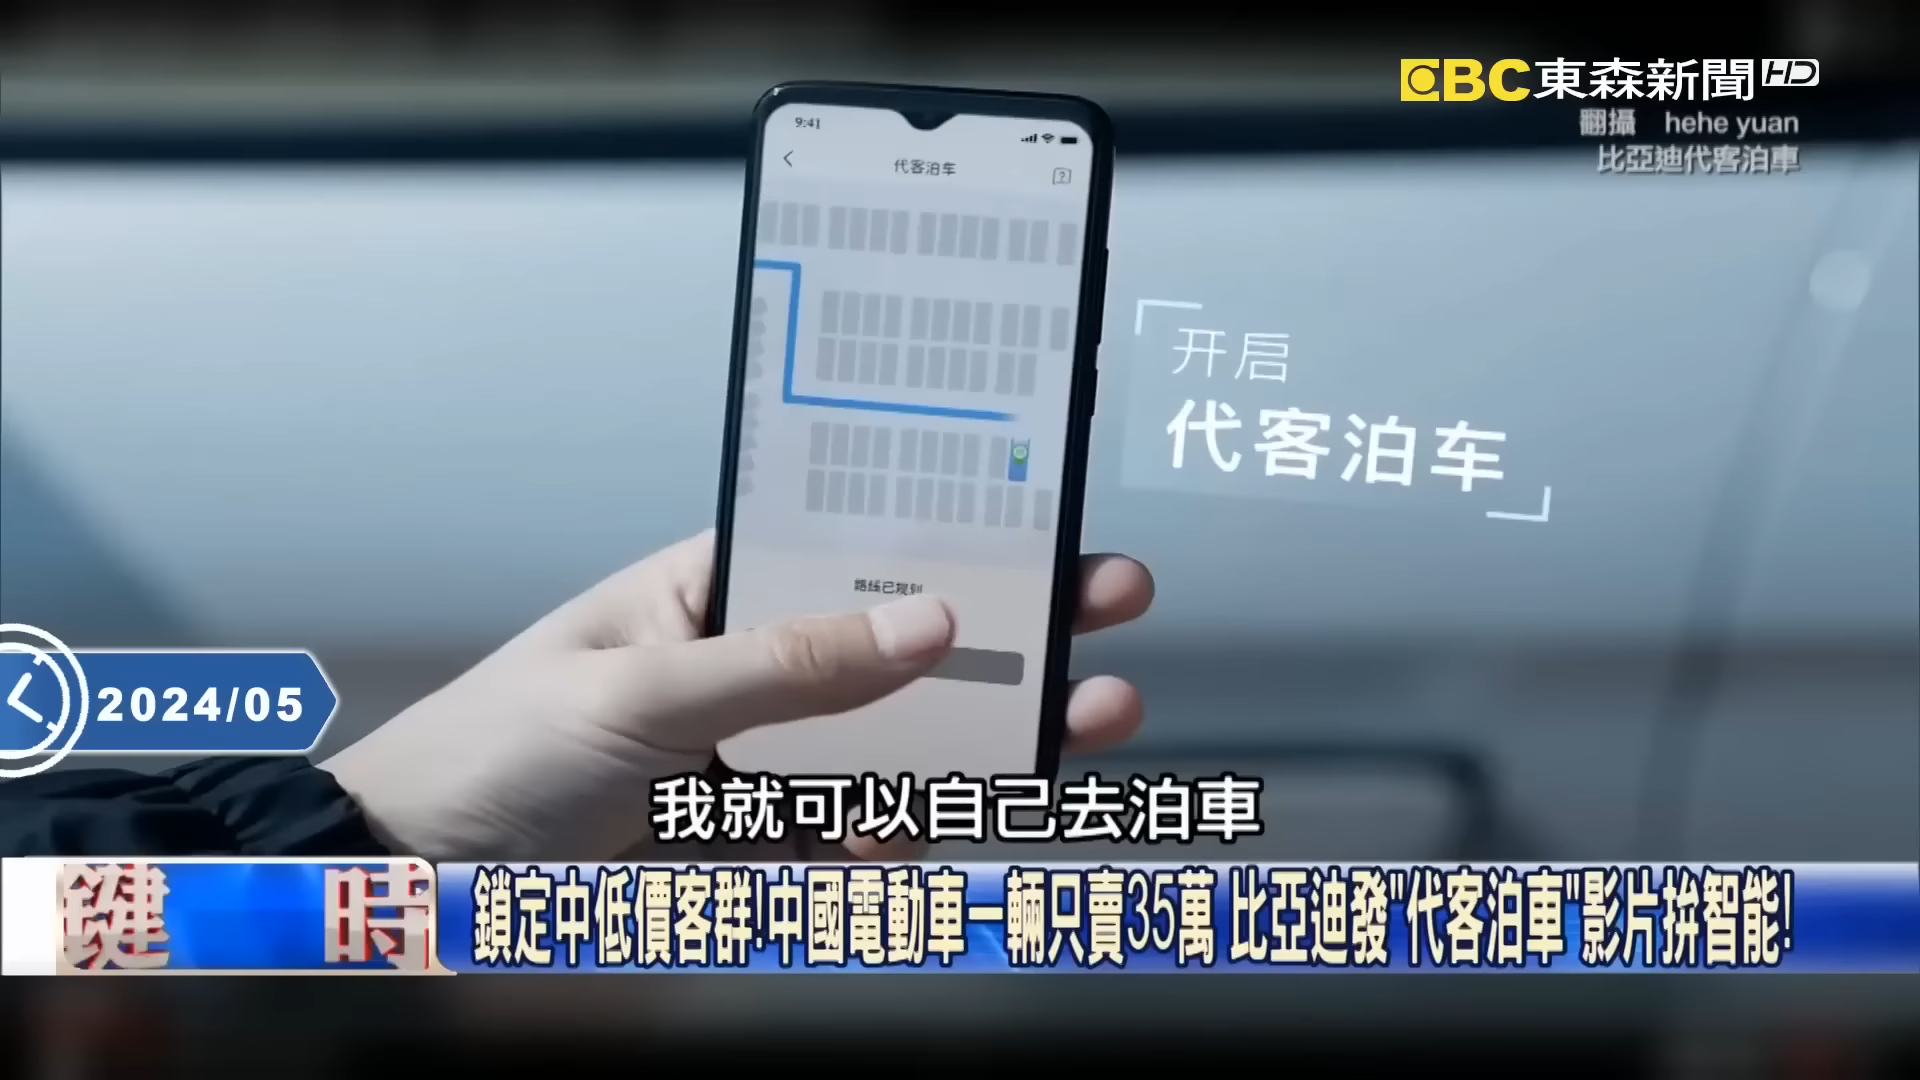 EBC東森新聞HD
翻攝 hehe yuan
比亞迪代客泊車
9:41
代客泊车
开启
代客泊车
路线已规划
2024/05
我就可以自己去泊車
鍵 時
鎖定中低價客群!中國電動車一輛只賣35萬 比亞迪發"代客泊車"影片拚智能!